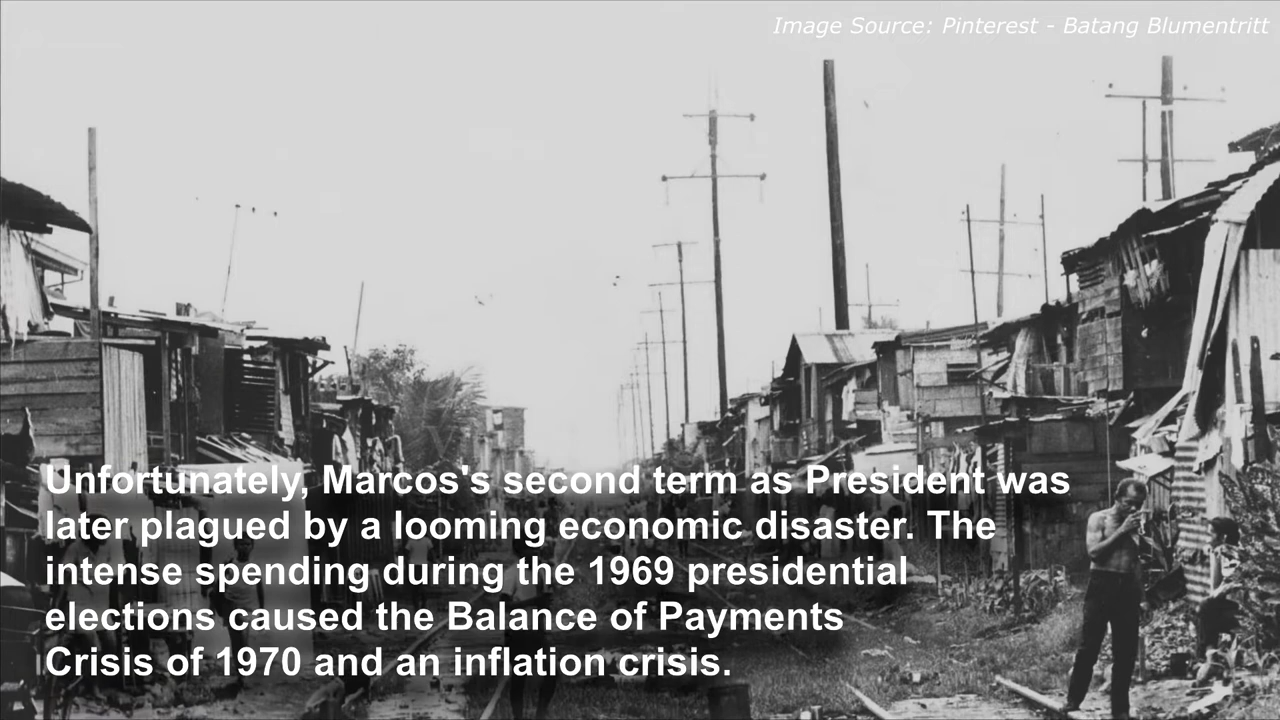 Image Source: Pinterest - Batang Blumentritt
Unfortunately, Marcos's second term as President was
later plagued by a looming economic disaster. The
intense spending during the 1969 presidential
elections caused the Balance of Payments
Crisis of 1970 and an inflation crisis.